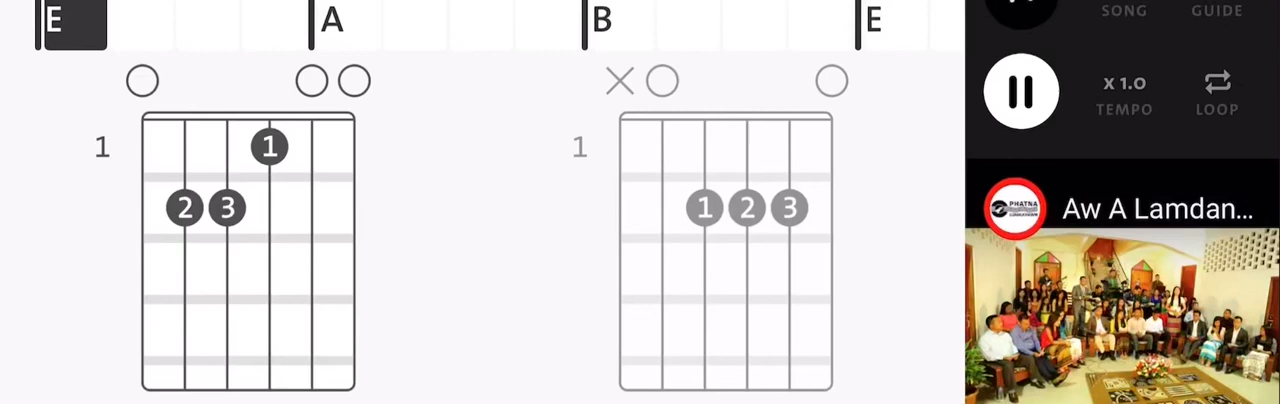 E A B E
SONG GUIDE
X 1.0
TEMPO LOOP
1 1
1
2 3
1 2 3
PHATNA
Aw A Lamdan...